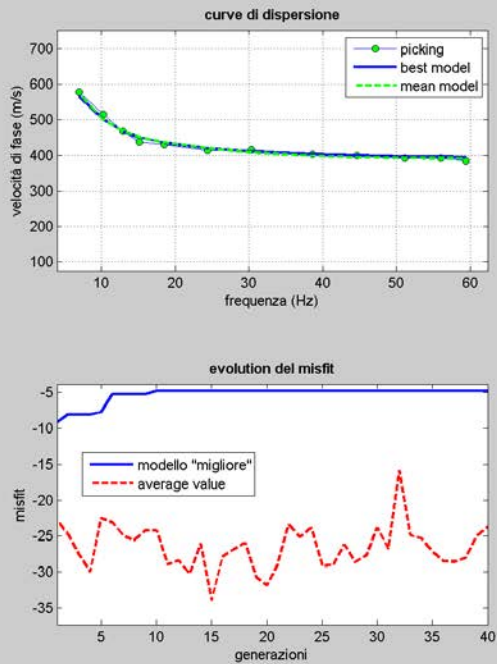 curve di dispersione
700
600
500
400
300
200
100
velocità di fase (m/s)
picking
best model
mean model
10
20
30
40
50
60
frequenza (Hz)
evolution del misfit
-5
-10
-15
-20
-25
-30
-35
misfit
modello "migliore"
average value
5
10
15
20
25
30
35
40
generazioni